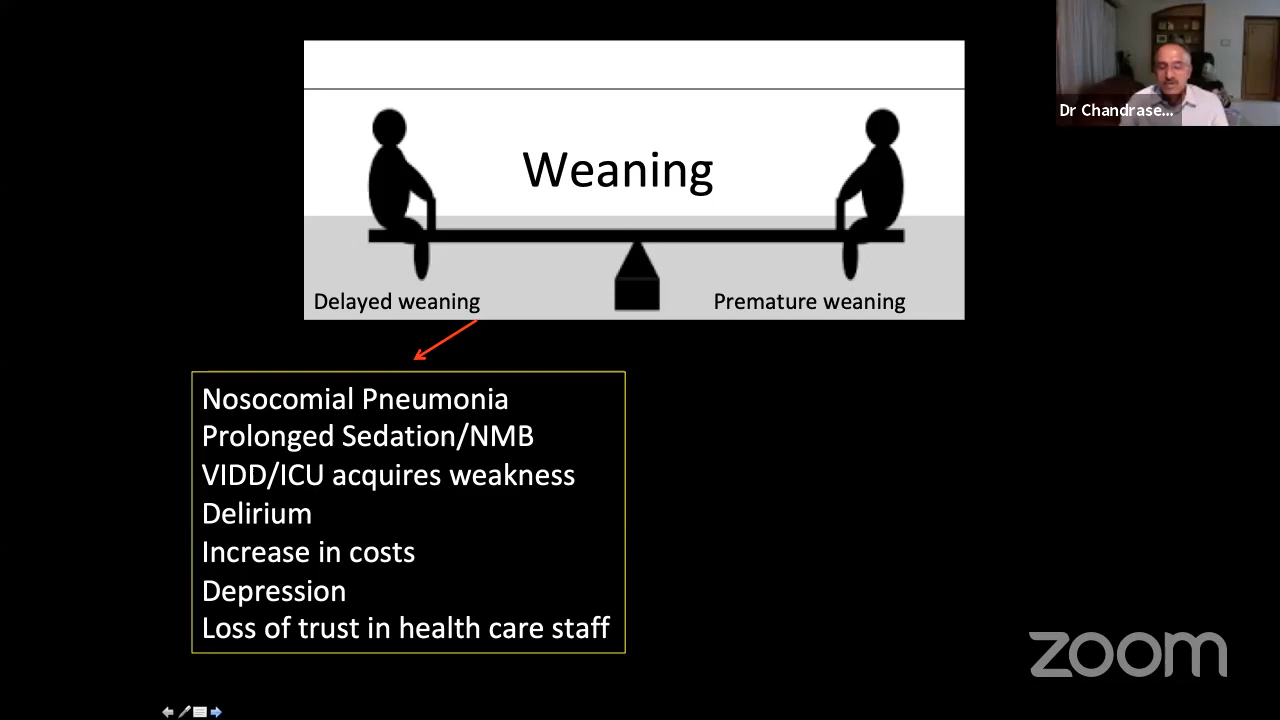 Dr Chandrase...
Weaning
Delayed weaning
Premature weaning
Nosocomial Pneumonia
Prolonged Sedation/NMB
VIDD/ICU acquires weakness
Delirium
Increase in costs
Depression
Loss of trust in health care staff
zoom